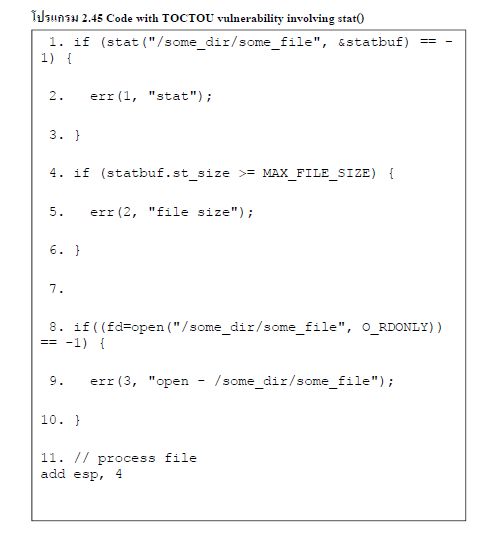 โปรแกรม 2.45 Code with TOCTOU vulnerability involving stat()
1. if (stat("/some_dir/some_file", &statbuf) == -
1) {
2.   err(1, "stat");
3. }
4. if (statbuf.st_size >= MAX_FILE_SIZE) {
5.   err(2, "file size");
6. }
7.
8. if((fd=open("/some_dir/some_file", O_RDONLY))
== -1) {
9.   err(3, "open - /some_dir/some_file");
10. }
11. // process file
add esp, 4